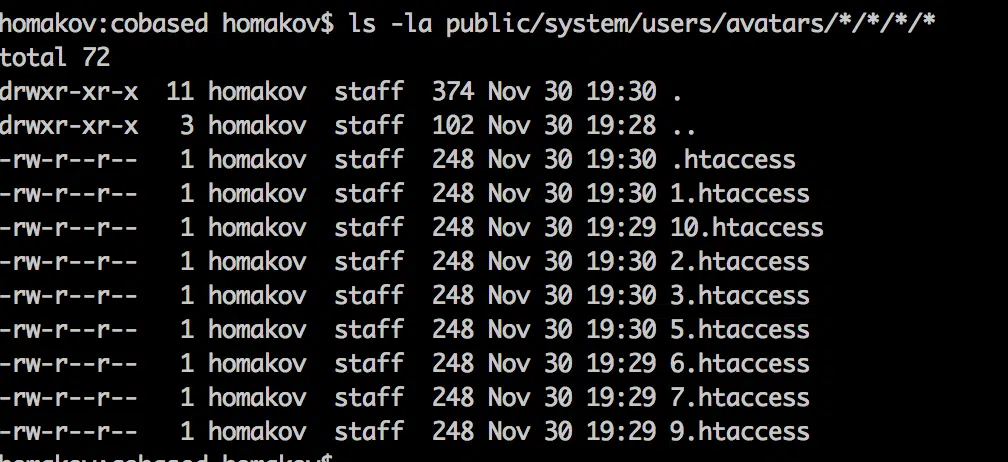 homakov:cobased homakov$ ls -la public/system/users/avatars/*/*/*/*
total 72
drwxr-xr-x  11 homakov  staff  374 Nov 30 19:30 .
drwxr-xr-x   3 homakov  staff  102 Nov 30 19:28 ..
-rw-r--r--   1 homakov  staff  248 Nov 30 19:30 .htaccess
-rw-r--r--   1 homakov  staff  248 Nov 30 19:30 1.htaccess
-rw-r--r--   1 homakov  staff  248 Nov 30 19:29 10.htaccess
-rw-r--r--   1 homakov  staff  248 Nov 30 19:30 2.htaccess
-rw-r--r--   1 homakov  staff  248 Nov 30 19:30 3.htaccess
-rw-r--r--   1 homakov  staff  248 Nov 30 19:30 5.htaccess
-rw-r--r--   1 homakov  staff  248 Nov 30 19:29 6.htaccess
-rw-r--r--   1 homakov  staff  248 Nov 30 19:29 7.htaccess
-rw-r--r--   1 homakov  staff  248 Nov 30 19:29 9.htaccess
homakov:cobased homakov$